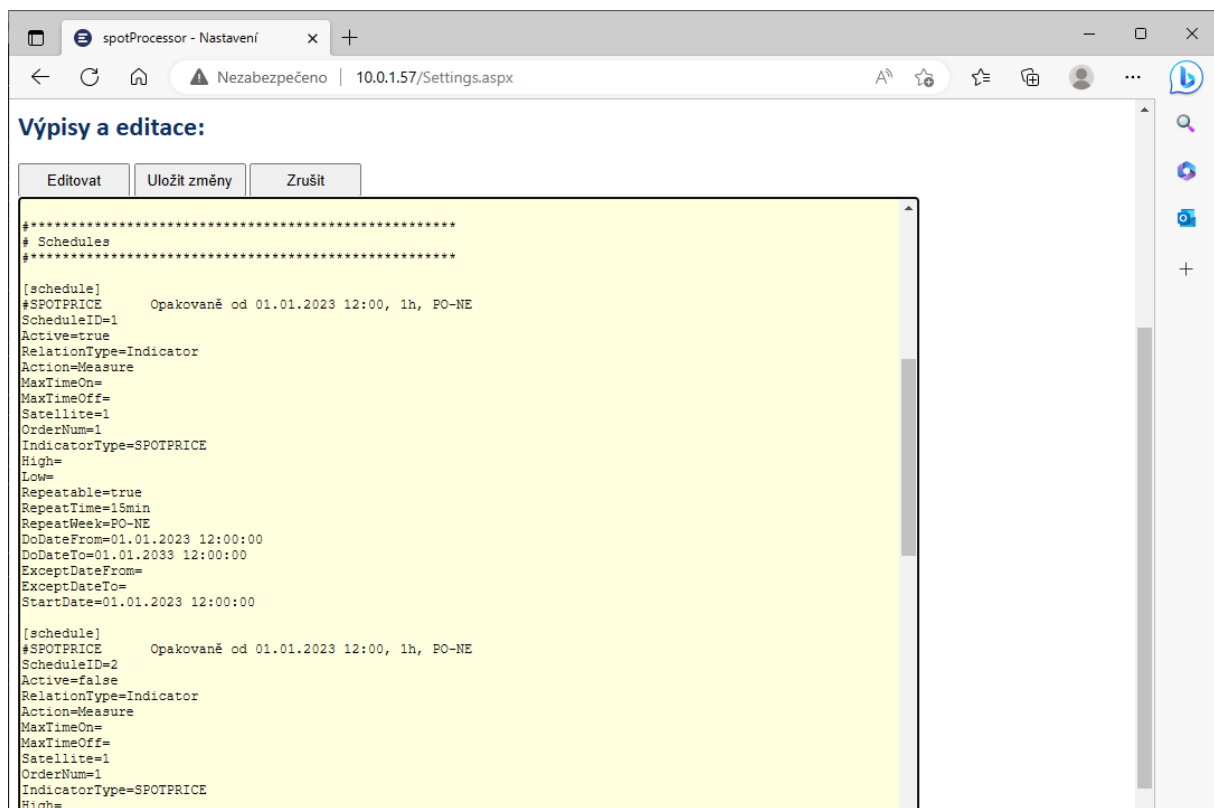 spotProcessor - Nastavení
Nezabezpečeno | 10.0.1.57/Settings.aspx
Výpisy a editace:
Editovat Uložit změny Zrušit
#*****************************************************
# Schedules
#*****************************************************
[schedule]
#SPOTPRICE Opakovaně od 01.01.2023 12:00, 1h, PO-NE
ScheduleID=1
Active=true
RelationType=Indicator
Action=Measure
MaxTimeOn=
MaxTimeOff=
Satellite=1
OrderNum=1
IndicatorType=SPOTPRICE
High=
Low=
Repeatable=true
RepeatTime=15min
RepeatWeek=PO-NE
DoDateFrom=01.01.2023 12:00:00
DoDateTo=01.01.2033 12:00:00
ExceptDateFrom=
ExceptDateTo=
StartDate=01.01.2023 12:00:00
[schedule]
#SPOTPRICE Opakovaně od 01.01.2023 12:00, 1h, PO-NE
ScheduleID=2
Active=false
RelationType=Indicator
Action=Measure
MaxTimeOn=
MaxTimeOff=
Satellite=1
OrderNum=1
IndicatorType=SPOTPRICE
High=